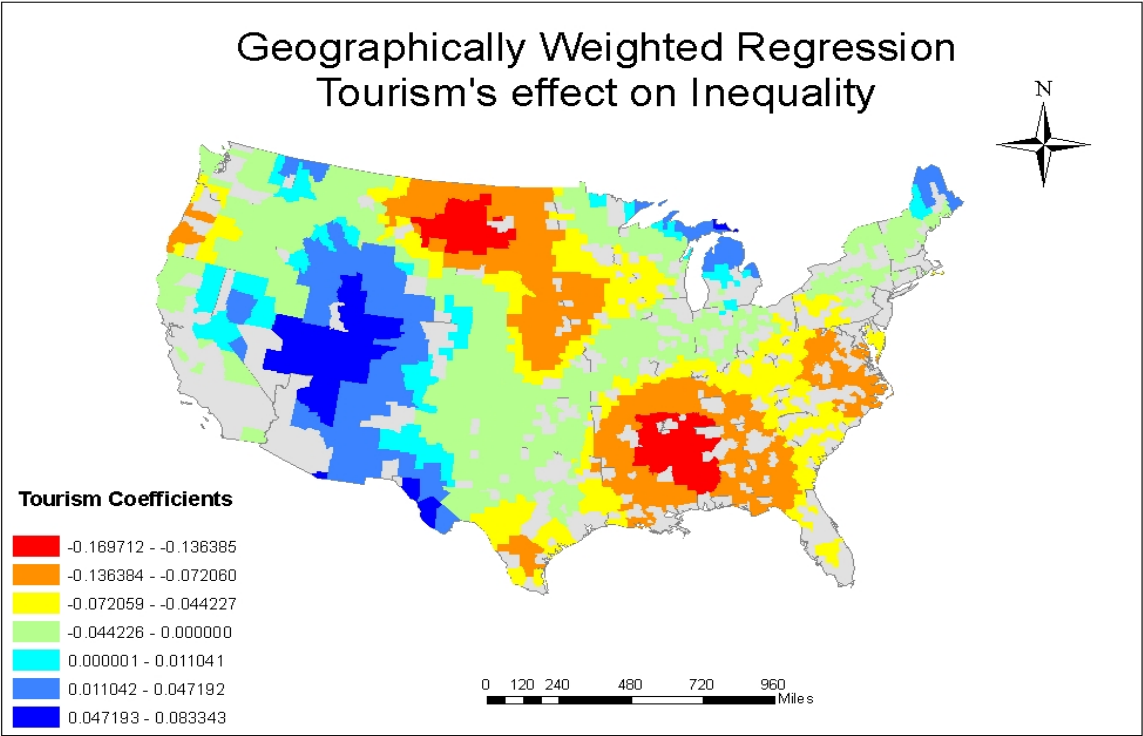 Geographically Weighted Regression
Tourism's effect on Inequality
N
Tourism Coefficients
-0.169712 - -0.136385
-0.136384 - -0.072060
-0.072059 - -0.044227
-0.044226 - 0.000000
0.000001 - 0.011041
0.011042 - 0.047192
0.047193 - 0.083343
0 120 240 480 720 960
Miles